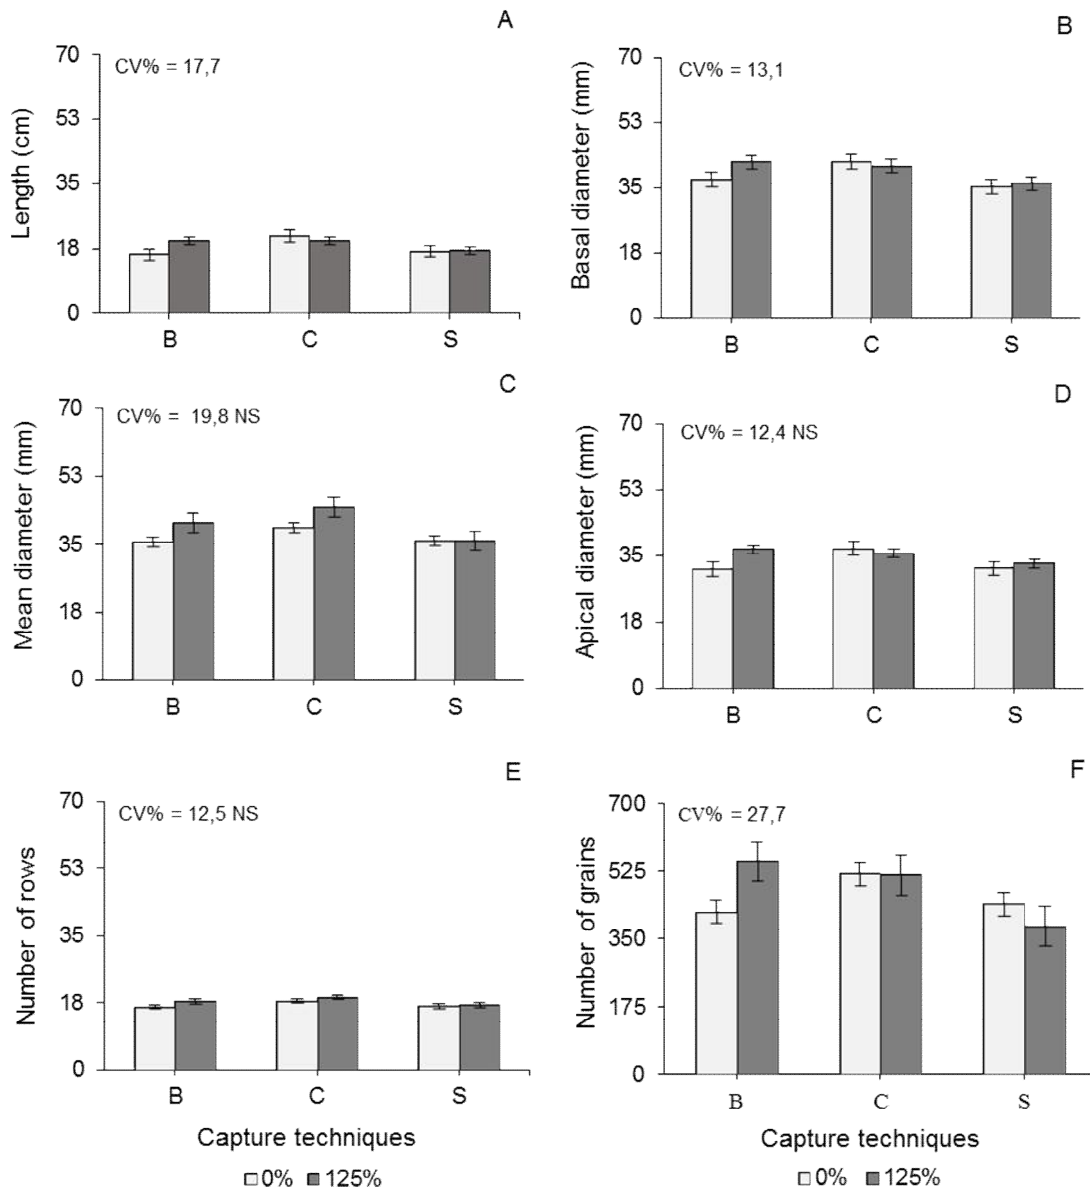 A
CV% = 17,7
Length (cm)
70
53
35
18
0
B C S
B
CV% = 13,1
Basal diameter (mm)
70
53
35
18
0
B C S
C
CV% = 19,8 NS
Mean diameter (mm)
70
53
35
18
0
B C S
D
CV% = 12,4 NS
Apical diameter (mm)
70
53
35
18
0
B C S
E
CV% = 12,5 NS
Number of rows
70
53
35
18
0
B C S
Capture techniques
0% 125%
F
CV% = 27,7
Number of grains
700
525
350
175
0
B C S
Capture techniques
0% 125%